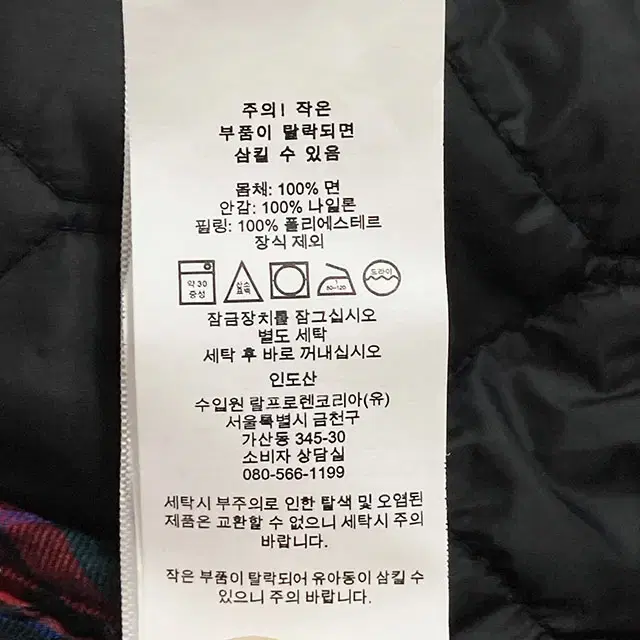 주의! 작은
부품이 탈락되면
삼킬 수 있음
몸체: 100% 면
안감: 100% 나일론
필링: 100% 폴리에스테르
장식 제외
약 30
중성
산소
표백
80~120
드라이
잠금장치를 잠그십시오
별도 세탁
세탁 후 바로 꺼내십시오
인도산
수입원 랄프로렌코리아(유)
서울특별시 금천구
가산동 345-30
소비자 상담실
080-566-1199
세탁시 부주의로 인한 탈색 및 오염된
제품은 교환할 수 없으니 세탁시 주의
바랍니다.
작은 부품이 탈락되어 유아동이 삼킬 수
있으니 주의 바랍니다.